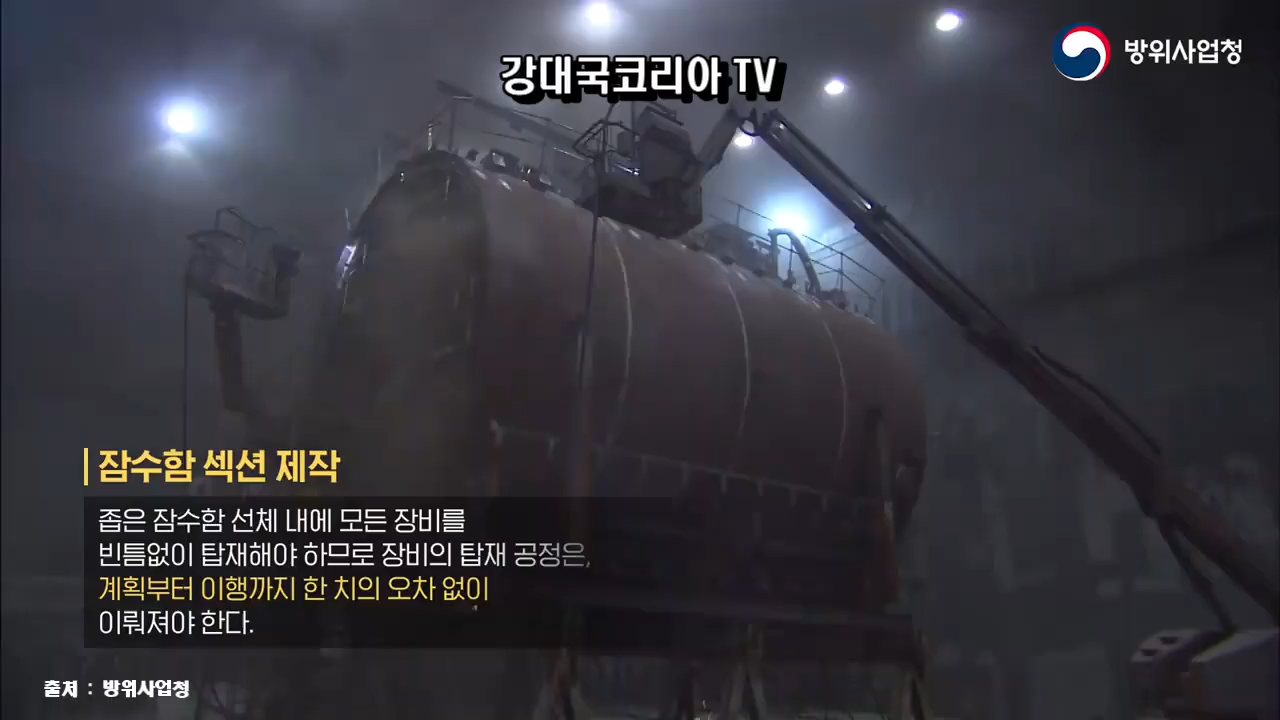 강대국코리아 TV
방위사업청
잠수함 섹션 제작
좁은 잠수함 선체 내에 모든 장비를
빈틈없이 탑재해야 하므로 장비의 탑재 공정은,
계획부터 이행까지 한 치의 오차 없이
이뤄져야 한다.
출처 : 방위사업청